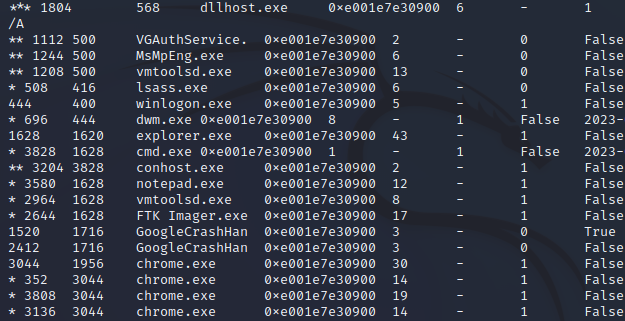 *** 1804 568 dllhost.exe 0×e001e7e30900 6 - 1
/A
** 1112 500 VGAuthService. 0×e001e7e30900 2 - 0 False
** 1244 500 MsMpEng.exe 0×e001e7e30900 6 - 0 False
** 1208 500 vmtoolsd.exe 0×e001e7e30900 13 - 0 False
* 508 416 lsass.exe 0×e001e7e30900 6 - 0 False
444 400 winlogon.exe 0×e001e7e30900 5 - 1 False
* 696 444 dwm.exe 0×e001e7e30900 8 - 1 False 2023-
1628 1620 explorer.exe 0×e001e7e30900 43 - 1 False
* 3828 1628 cmd.exe 0×e001e7e30900 1 - 1 False 2023-
** 3204 3828 conhost.exe 0×e001e7e30900 2 - 1 False
* 3580 1628 notepad.exe 0×e001e7e30900 12 - 1 False
* 2964 1628 vmtoolsd.exe 0×e001e7e30900 8 - 1 False
* 2644 1628 FTK Imager.exe 0×e001e7e30900 17 - 1 False
1520 1716 GoogleCrashHan 0×e001e7e30900 3 - 0 True
2412 1716 GoogleCrashHan 0×e001e7e30900 3 - 0 False
3044 1956 chrome.exe 0×e001e7e30900 30 - 1 False
* 352 3044 chrome.exe 0×e001e7e30900 14 - 1 False
* 3808 3044 chrome.exe 0×e001e7e30900 19 - 1 False
* 3136 3044 chrome.exe 0×e001e7e30900 14 - 1 False